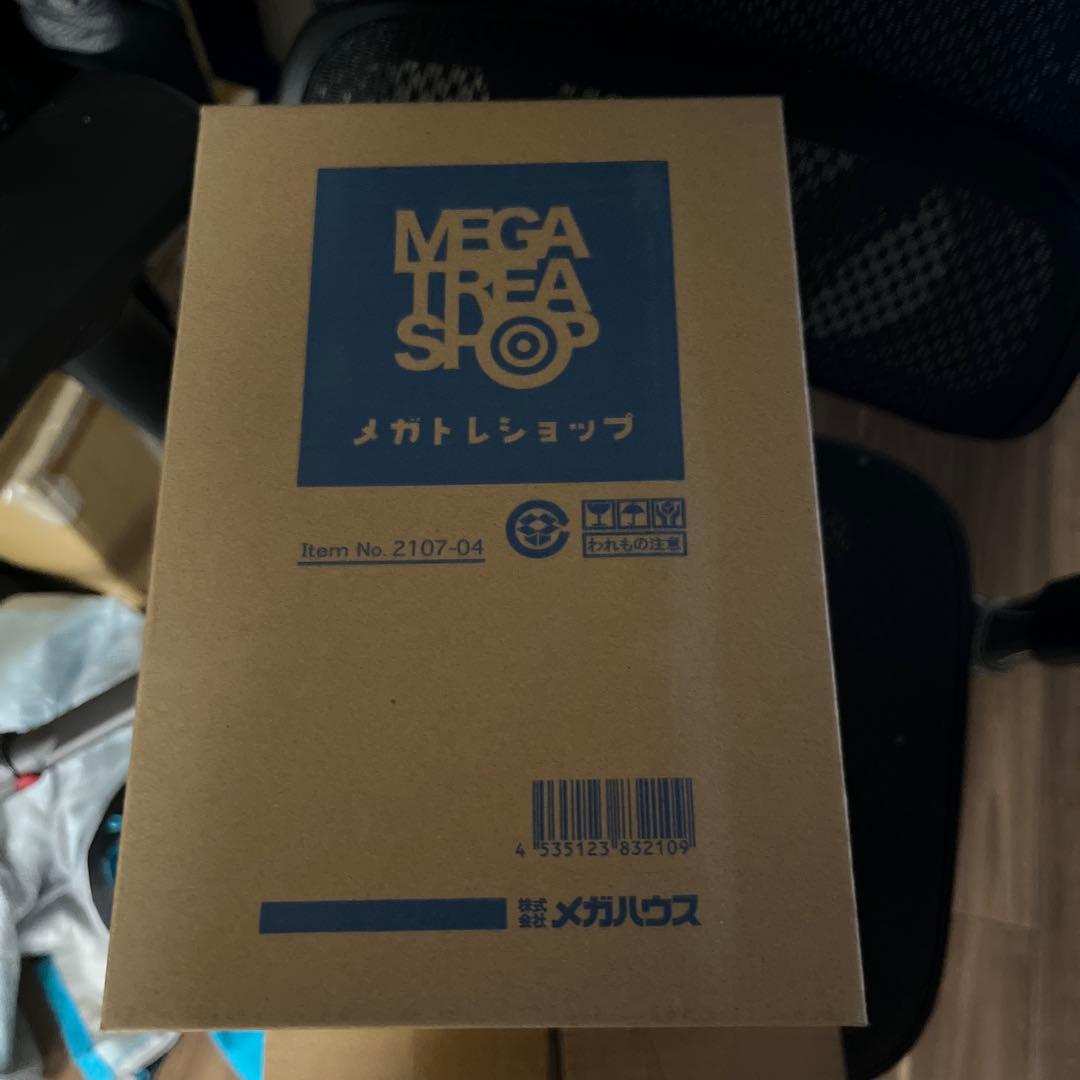 MEGA
TREA
SHOP
メガトレショップ
Item No. 2107-04
われもの注意
4 535123 832109
株式会社 メガハウス